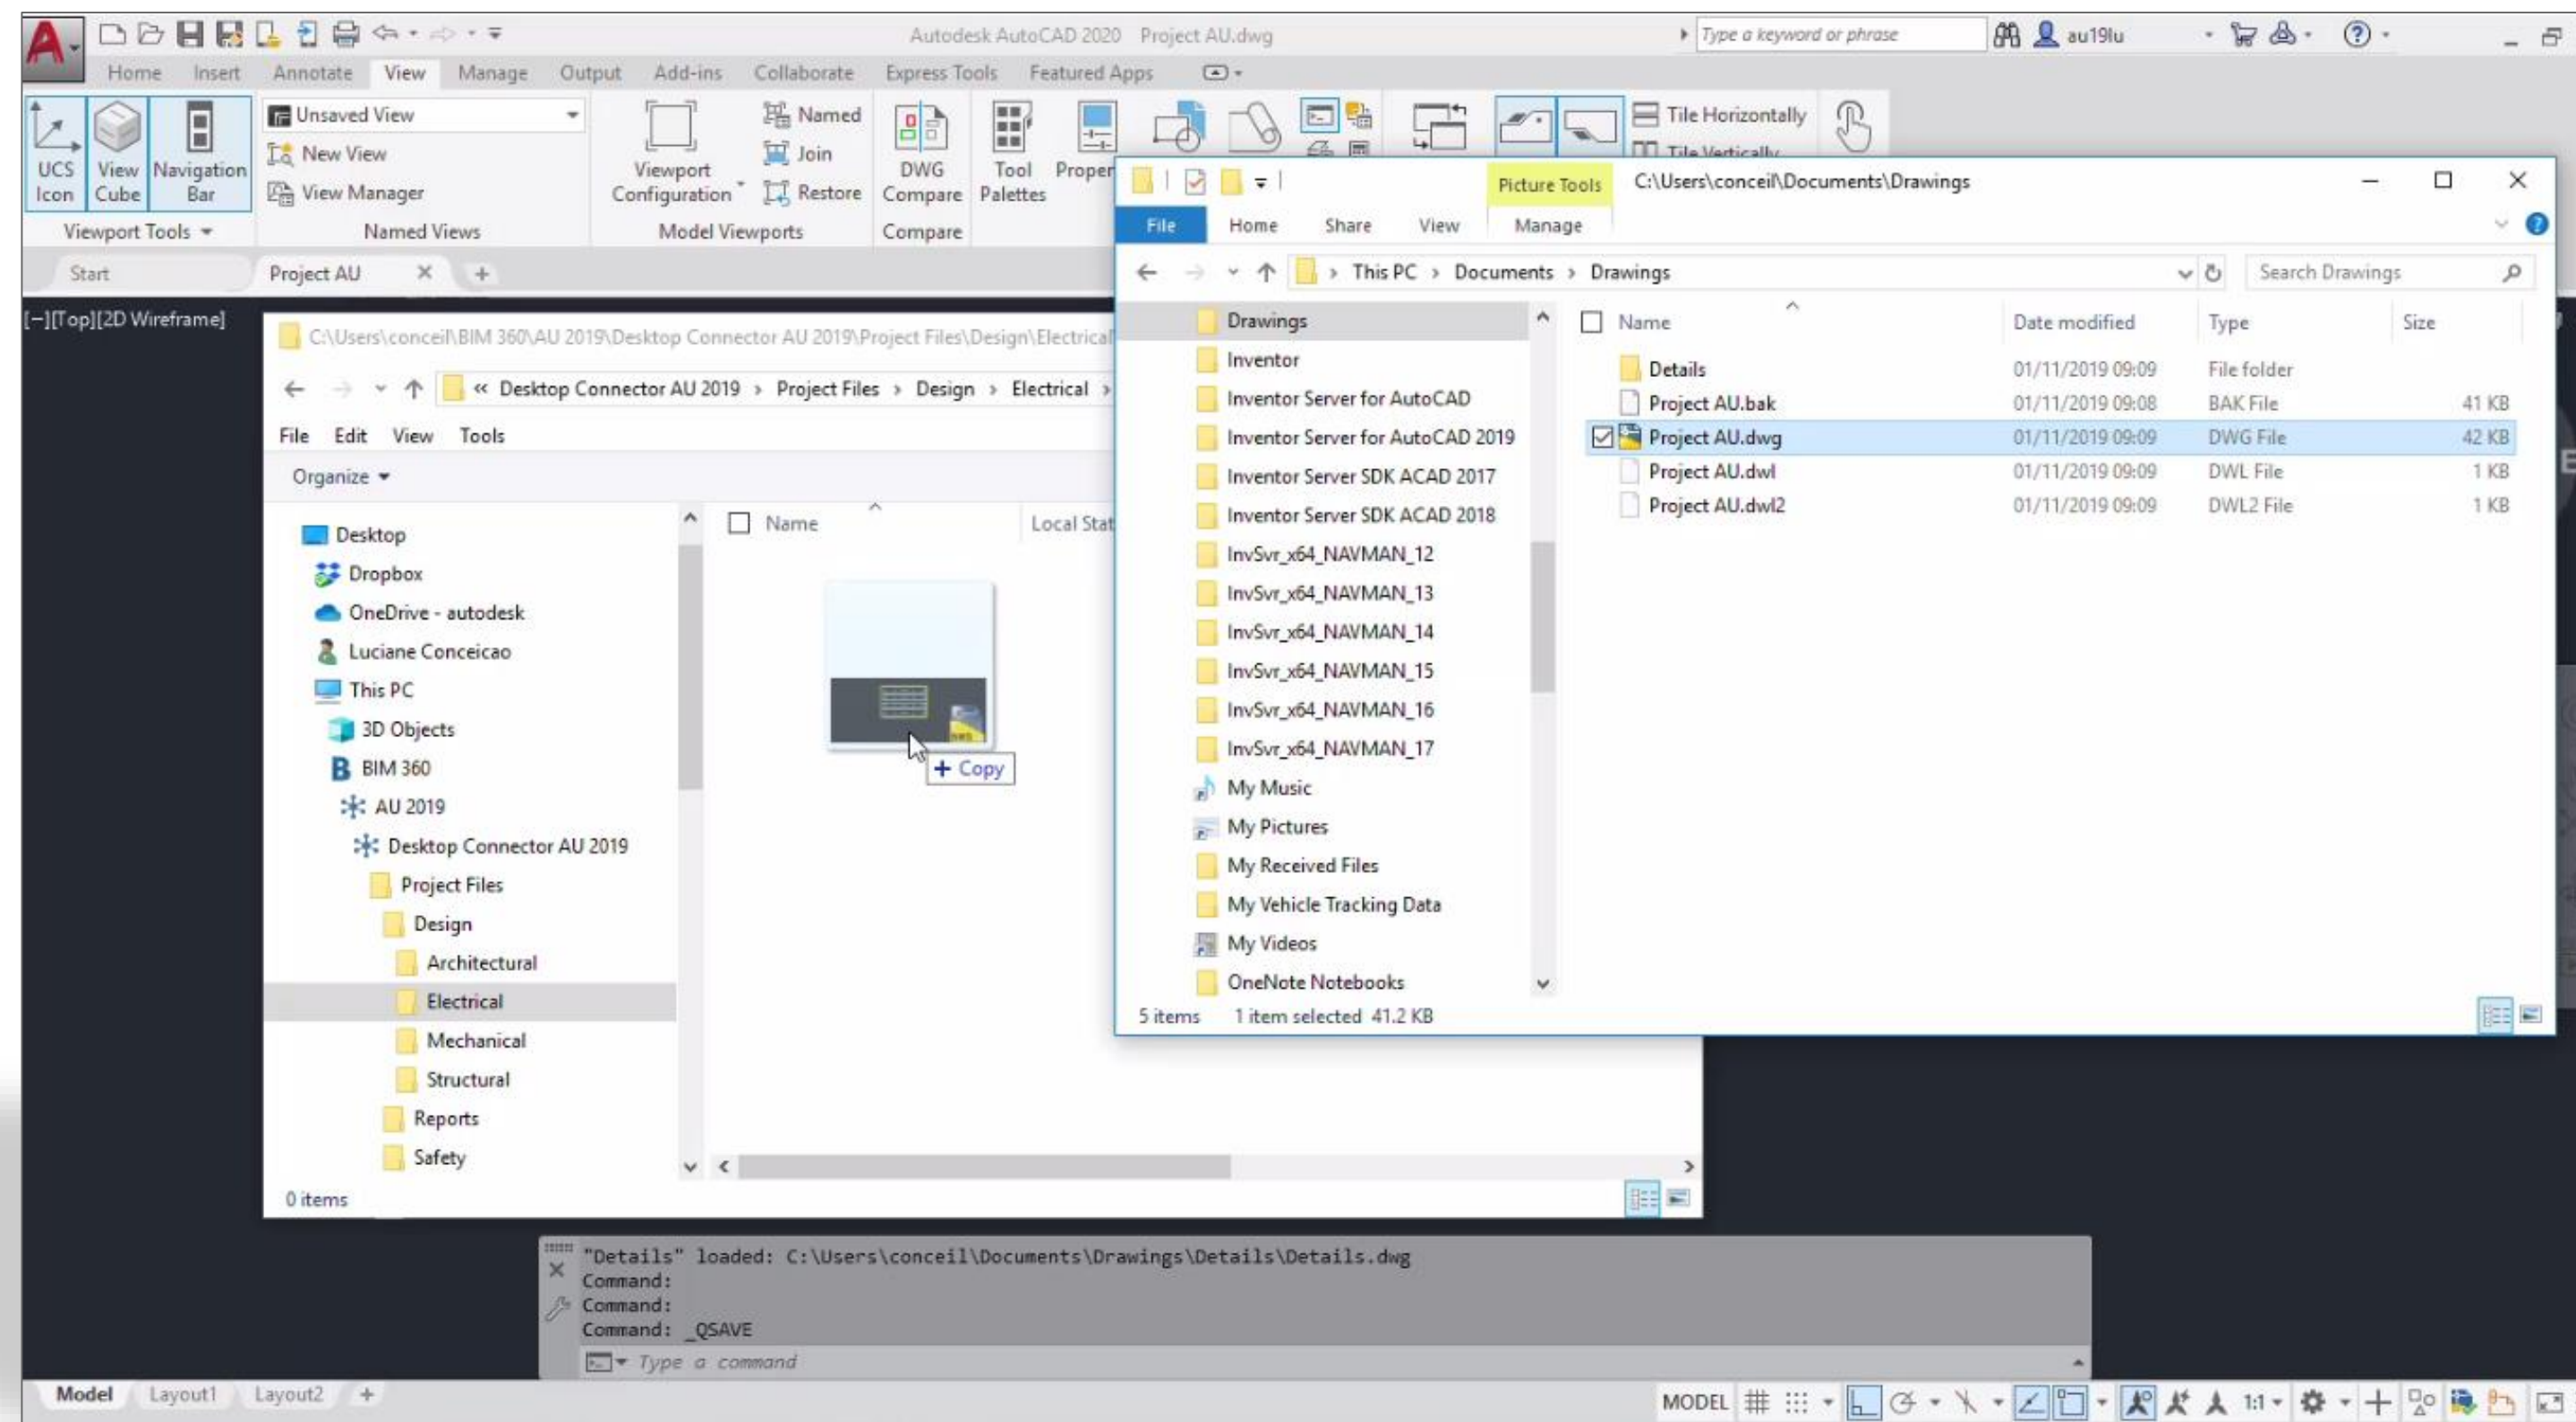 Autodesk AutoCAD 2020 Project AU.dwg
Type a keyword or phrase
au19lu
Home Insert Annotate View Manage Output Add-ins Collaborate Express Tools Featured Apps
UCS Icon
View Cube
Navigation Bar
Viewport Tools
Unsaved View
New View
View Manager
Named Views
Viewport Configuration
Named
Join
Restore
Model Viewports
DWG Compare
Compare
Tool Palettes
Proper
Tile Horizontally
Tile Vertically
Start
Project AU
[−][Top][2D Wireframe]
C:\Users\conceil\BIM 360\AU 2019\Desktop Connector AU 2019\Project Files\Design\Electrical
« Desktop Connector AU 2019 > Project Files > Design > Electrical >
File Edit View Tools
Organize
Name
Local Stat
Desktop
Dropbox
OneDrive - autodesk
Luciane Conceicao
This PC
3D Objects
BIM 360
AU 2019
Desktop Connector AU 2019
Project Files
Design
Architectural
Electrical
Mechanical
Structural
Reports
Safety
0 items
+ Copy
Picture Tools
C:\Users\conceil\Documents\Drawings
File Home Share View Manage
> This PC > Documents > Drawings
Search Drawings
Drawings
Inventor
Inventor Server for AutoCAD
Inventor Server for AutoCAD 2019
Inventor Server SDK ACAD 2017
Inventor Server SDK ACAD 2018
InvSvr_x64_NAVMAN_12
InvSvr_x64_NAVMAN_13
InvSvr_x64_NAVMAN_14
InvSvr_x64_NAVMAN_15
InvSvr_x64_NAVMAN_16
InvSvr_x64_NAVMAN_17
My Music
My Pictures
My Received Files
My Vehicle Tracking Data
My Videos
OneNote Notebooks
Name Date modified Type Size
Details 01/11/2019 09:09 File folder
Project AU.bak 01/11/2019 09:08 BAK File 41 KB
Project AU.dwg 01/11/2019 09:09 DWG File 42 KB
Project AU.dwl 01/11/2019 09:09 DWL File 1 KB
Project AU.dwl2 01/11/2019 09:09 DWL2 File 1 KB
5 items 1 item selected 41.2 KB
E
"Details" loaded: C:\Users\conceil\Documents\Drawings\Details\Details.dwg
Command:
Command:
Command: _QSAVE
Type a command
Model Layout1 Layout2 +
MODEL
1:1